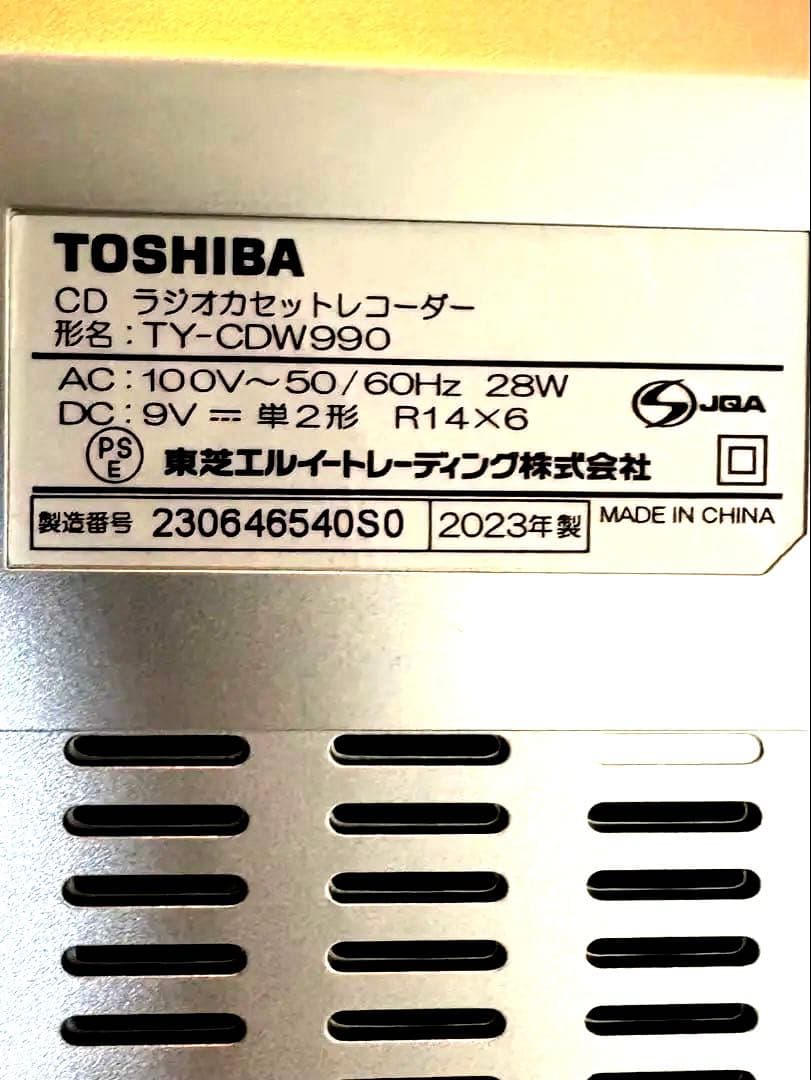 TOSHIBA
CD ラジオカセットレコーダー
形名：TY-CDW990
AC：100V～50/60Hz 28W
DC：9V ⎓ 単2形 R14×6
JQA
PS
E
東芝エルイートレーディング株式会社
製造番号 230646540S0 2023年製
MADE IN CHINA